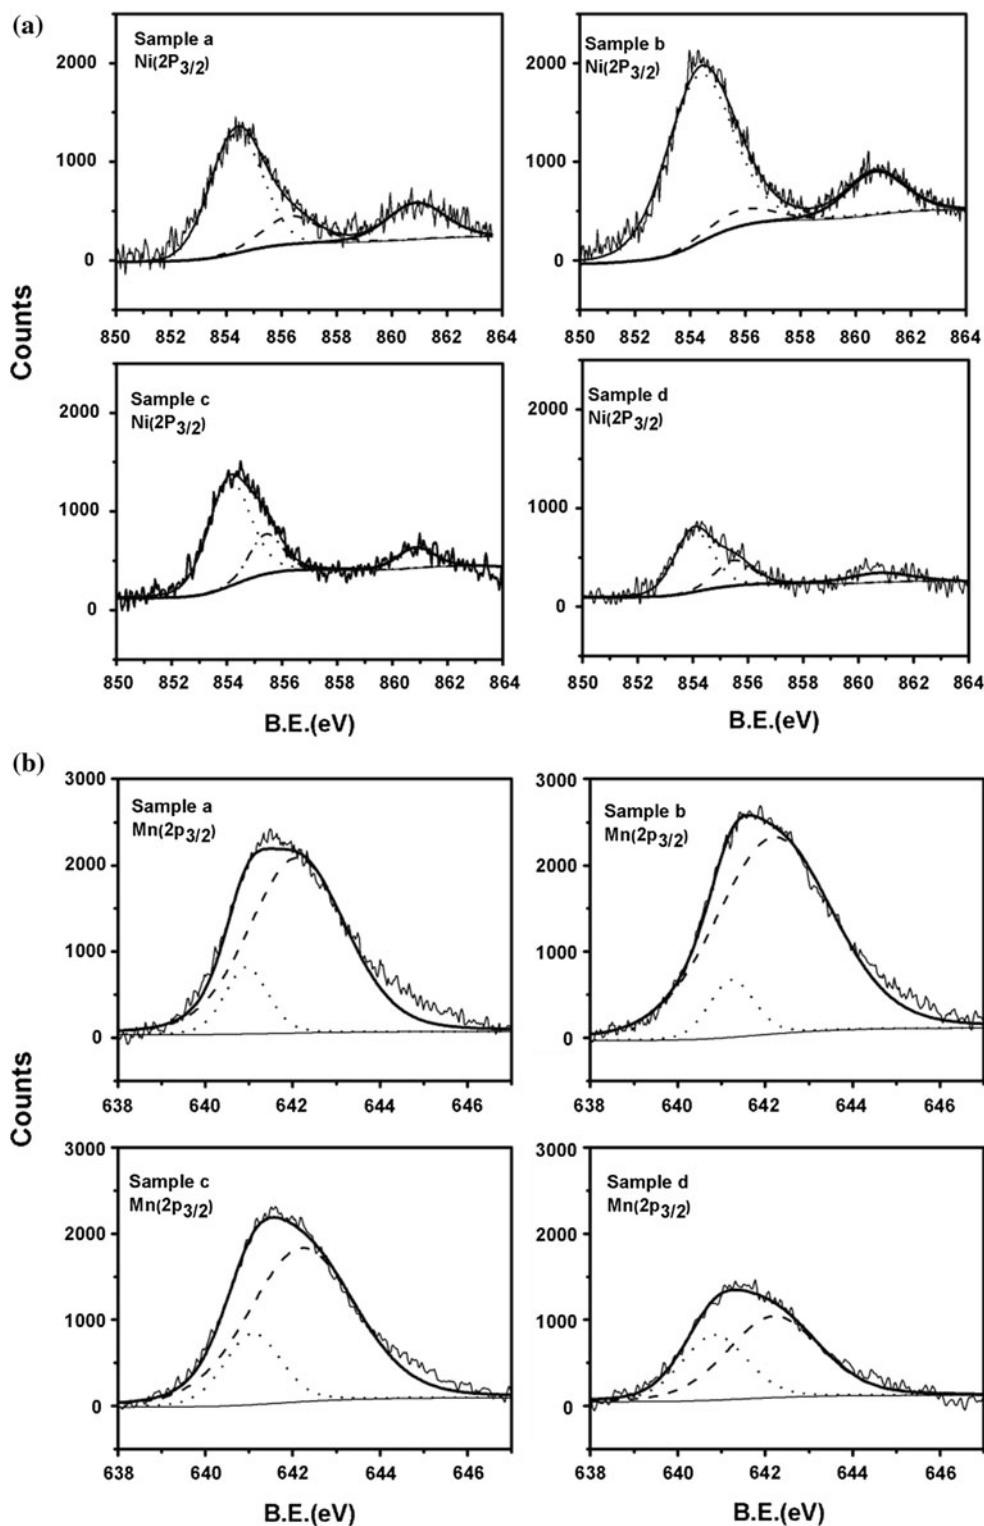 (a)
Sample a
Ni(2P3/2)
2000
1000
0
850 852 854 856 858 860 862 864
Sample b
Ni(2P3/2)
2000
1000
0
850 852 854 856 858 860 862 864
Counts
Sample c
Ni(2P3/2)
2000
1000
0
850 852 854 856 858 860 862 864
B.E.(eV)
Sample d
Ni(2P3/2)
2000
1000
0
850 852 854 856 858 860 862 864
B.E.(eV)
(b)
3000
Sample a
Mn(2p3/2)
2000
1000
0
638 640 642 644 646
3000
Sample b
Mn(2p3/2)
2000
1000
0
638 640 642 644 646
Counts
3000
Sample c
Mn(2p3/2)
2000
1000
0
638 640 642 644 646
B.E.(eV)
3000
Sample d
Mn(2p3/2)
2000
1000
0
638 640 642 644 646
B.E.(eV)